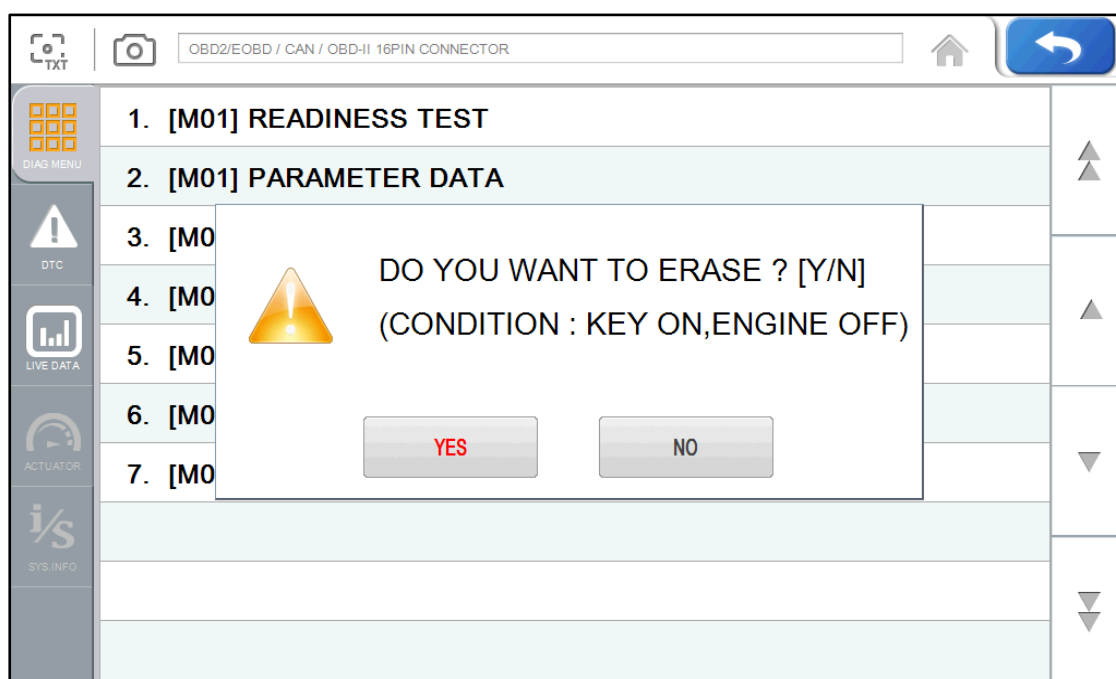 TXT
OBD2/EOBD / CAN / OBD-II 16PIN CONNECTOR
DIAG MENU
DTC
LIVE DATA
ACTUATOR
i/s
SYS.INFO
1. [M01] READINESS TEST
2. [M01] PARAMETER DATA
3. [M0
4. [M0
5. [M0
6. [M0
7. [M0
DO YOU WANT TO ERASE ? [Y/N]
(CONDITION : KEY ON,ENGINE OFF)
YES NO